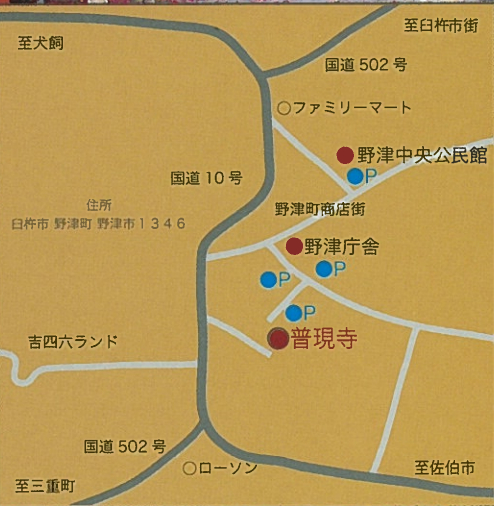 至犬飼
至臼杵市街
国道502号
○ファミリーマート
野津中央公民館
P
国道10号
住所
臼杵市 野津町 野津市1346
野津町商店街
野津庁舎
P
P
P
普現寺
吉四六ランド
国道502号
○ローソン
至三重町
至佐伯市